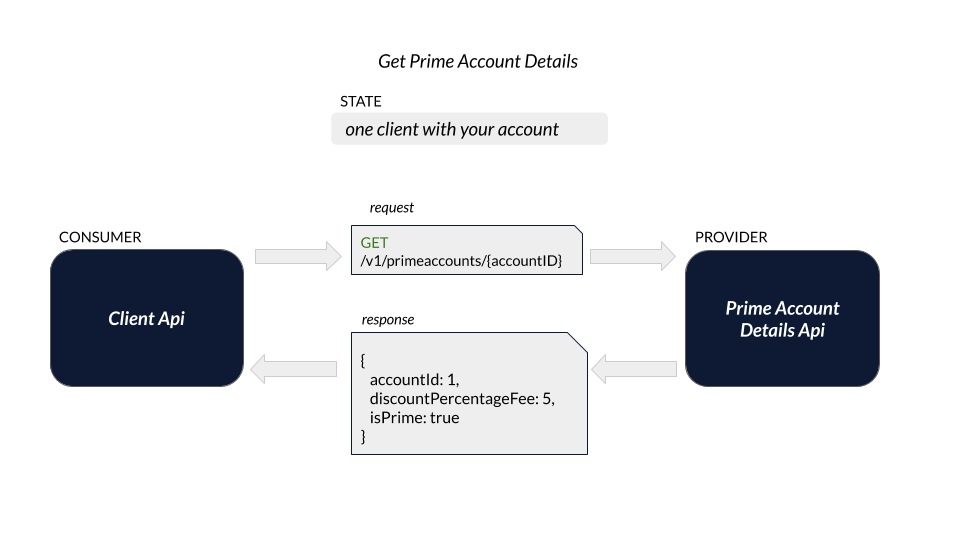 Get Prime Account Details
STATE
one client with your account
request
CONSUMER
GET
/v1/primeaccounts/{accountID}
PROVIDER
Client Api
Prime Account
Details Api
response
{
accountId: 1,
discountPercentageFee: 5,
isPrime: true
}